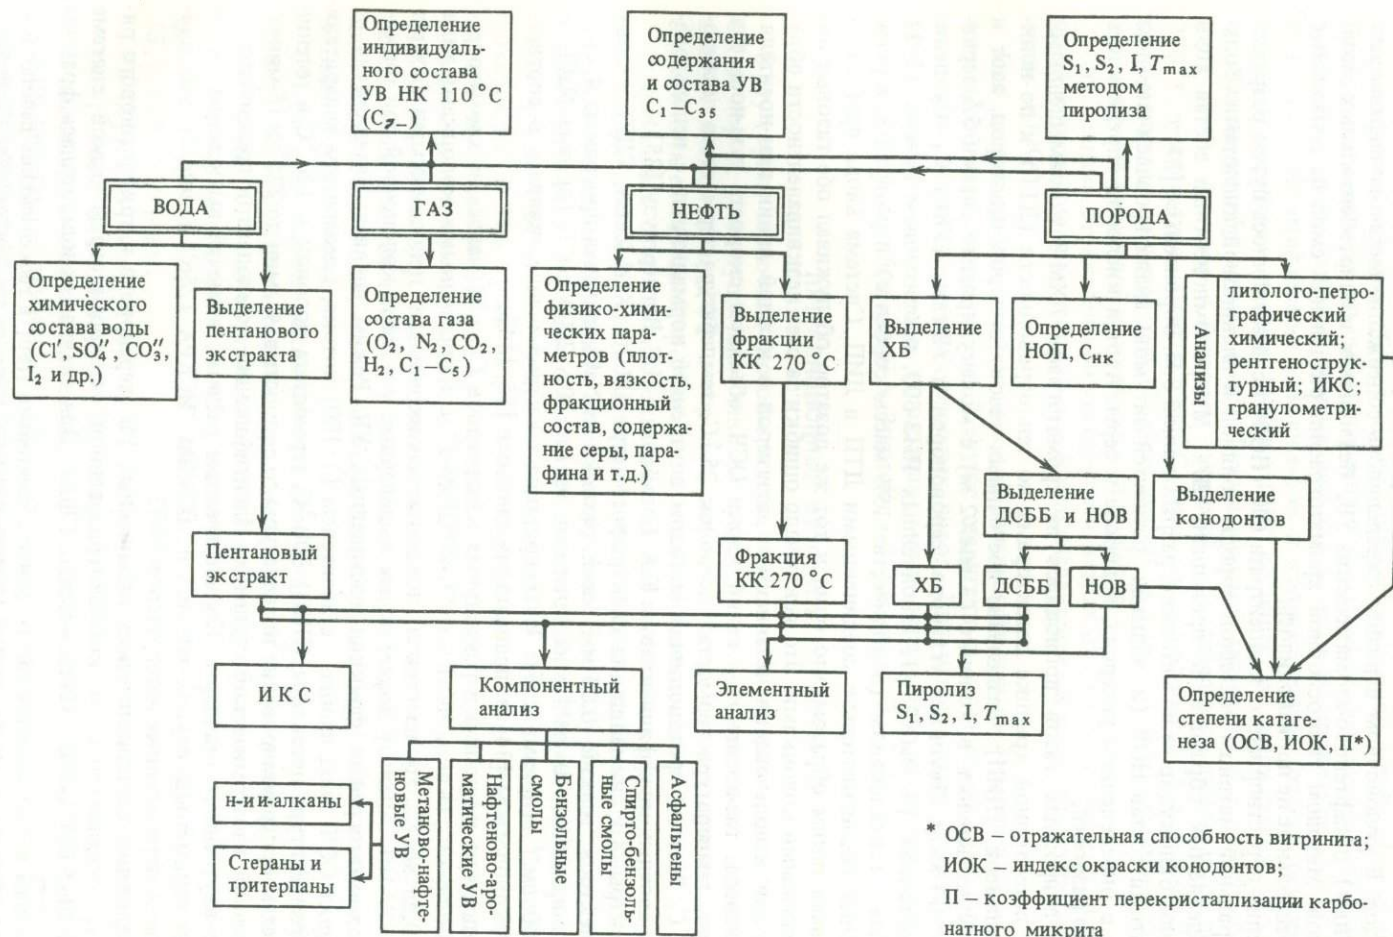 Определение
индивидуаль-
ного состава
УВ НК 110 °С
(С₇₋)
Определение
содержания
и состава УВ
С₁–С₃₅
Определение
S₁, S₂, I, Tmax
методом
пиролиза
ВОДА
ГАЗ
НЕФТЬ
ПОРОДА
Определение
химического
состава воды
(Cl′, SO₄″, CO₃″,
I₂ и др.)
Выделение
пентанового
экстракта
Определение
состава газа
(O₂, N₂, CO₂,
H₂, C₁–C₅)
Определение
физико-хими-
ческих пара-
метров (плот-
ность, вязкость,
фракционный
состав, содержа-
ние серы, пара-
фина и т.д.)
Выделение
фракции
КК 270 °С
Выделение
ХБ
Определение
НОП, Снк
Анализы
литолого-петро-
графический
химический;
рентгенострук-
турный; ИКС;
гранулометри-
ческий
Выделение
ДСББ и НОВ
Выделение
конодонтов
Пентановый
экстракт
Фракция
КК 270 °С
ХБ
ДСББ
НОВ
ИКС
Компонентный
анализ
Элементный
анализ
Пиролиз
S₁, S₂, I, Tmax
Определение
степени катаге-
неза (ОСВ, ИОК, П*)
н- и и-алканы
Стераны и
тритерпаны
Метаново-нафте-
новые УВ
Нафтеново-аро-
матические УВ
Бензольные
смолы
Спирто-бензоль-
ные смолы
Асфальтены
* ОСВ – отражательная способность витринита;
ИОК – индекс окраски конодонтов;
П – коэффициент перекристаллизации карбо-
натного микрита